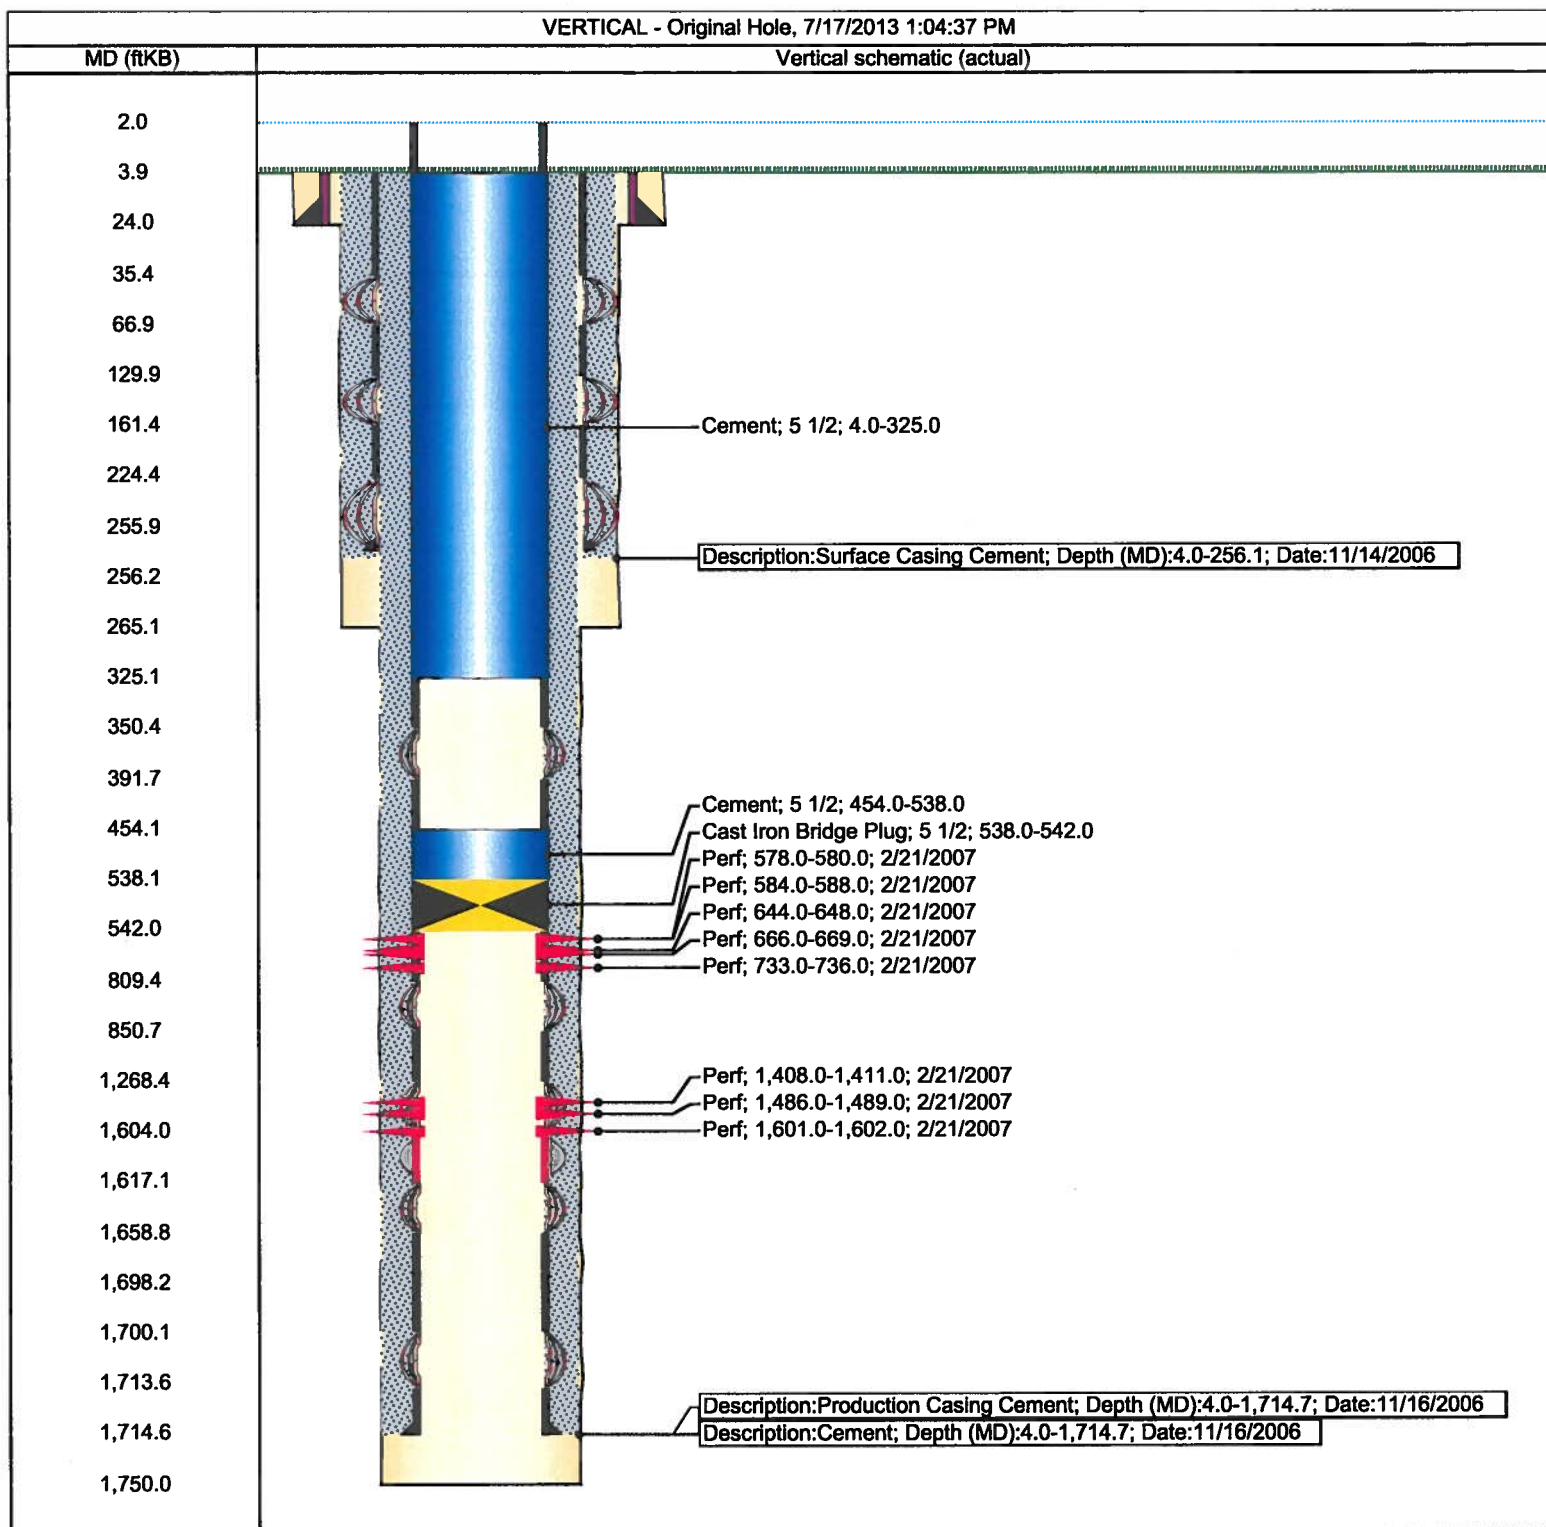 VERTICAL - Original Hole, 7/17/2013 1:04:37 PM
MD (ftKB)
Vertical schematic (actual)
2.0
3.9
24.0
35.4
66.9
129.9
161.4
Cement; 5 1/2; 4.0-325.0
224.4
255.9
Description:Surface Casing Cement; Depth (MD):4.0-256.1; Date:11/14/2006
256.2
265.1
325.1
350.4
391.7
Cement; 5 1/2; 454.0-538.0
454.1
Cast Iron Bridge Plug; 5 1/2; 538.0-542.0
Perf; 578.0-580.0; 2/21/2007
538.1
Perf; 584.0-588.0; 2/21/2007
Perf; 644.0-648.0; 2/21/2007
542.0
Perf; 666.0-669.0; 2/21/2007
Perf; 733.0-736.0; 2/21/2007
809.4
850.7
Perf; 1,408.0-1,411.0; 2/21/2007
1,268.4
Perf; 1,486.0-1,489.0; 2/21/2007
Perf; 1,601.0-1,602.0; 2/21/2007
1,604.0
1,617.1
1,658.8
1,698.2
1,700.1
1,713.6
Description:Production Casing Cement; Depth (MD):4.0-1,714.7; Date:11/16/2006
Description:Cement; Depth (MD):4.0-1,714.7; Date:11/16/2006
1,714.6
1,750.0